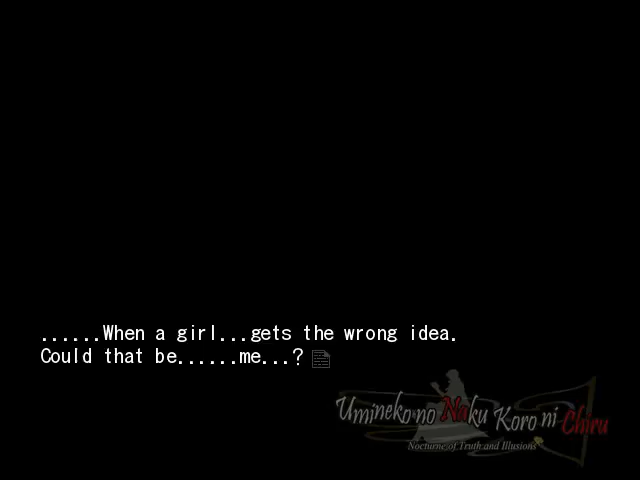 ......When a girl...gets the wrong idea.
Could that be......me...?
Umineko no Naku Koro ni Chiru
Nocturne of Truth and Illusions